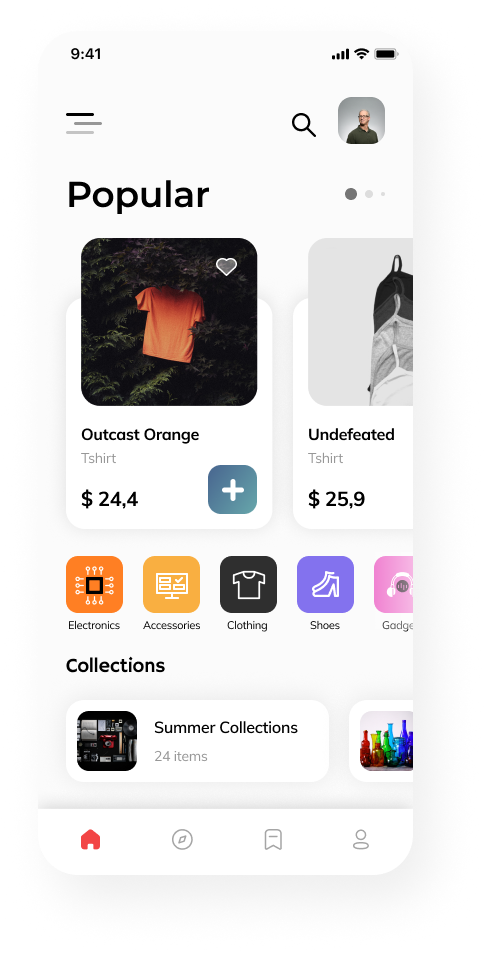 9:41
Popular
Outcast Orange
Tshirt
$ 24,4
Undefeated
Tshirt
$ 25,9
Electronics
Accessories
Clothing
Shoes
Collections
Summer Collections
24 items